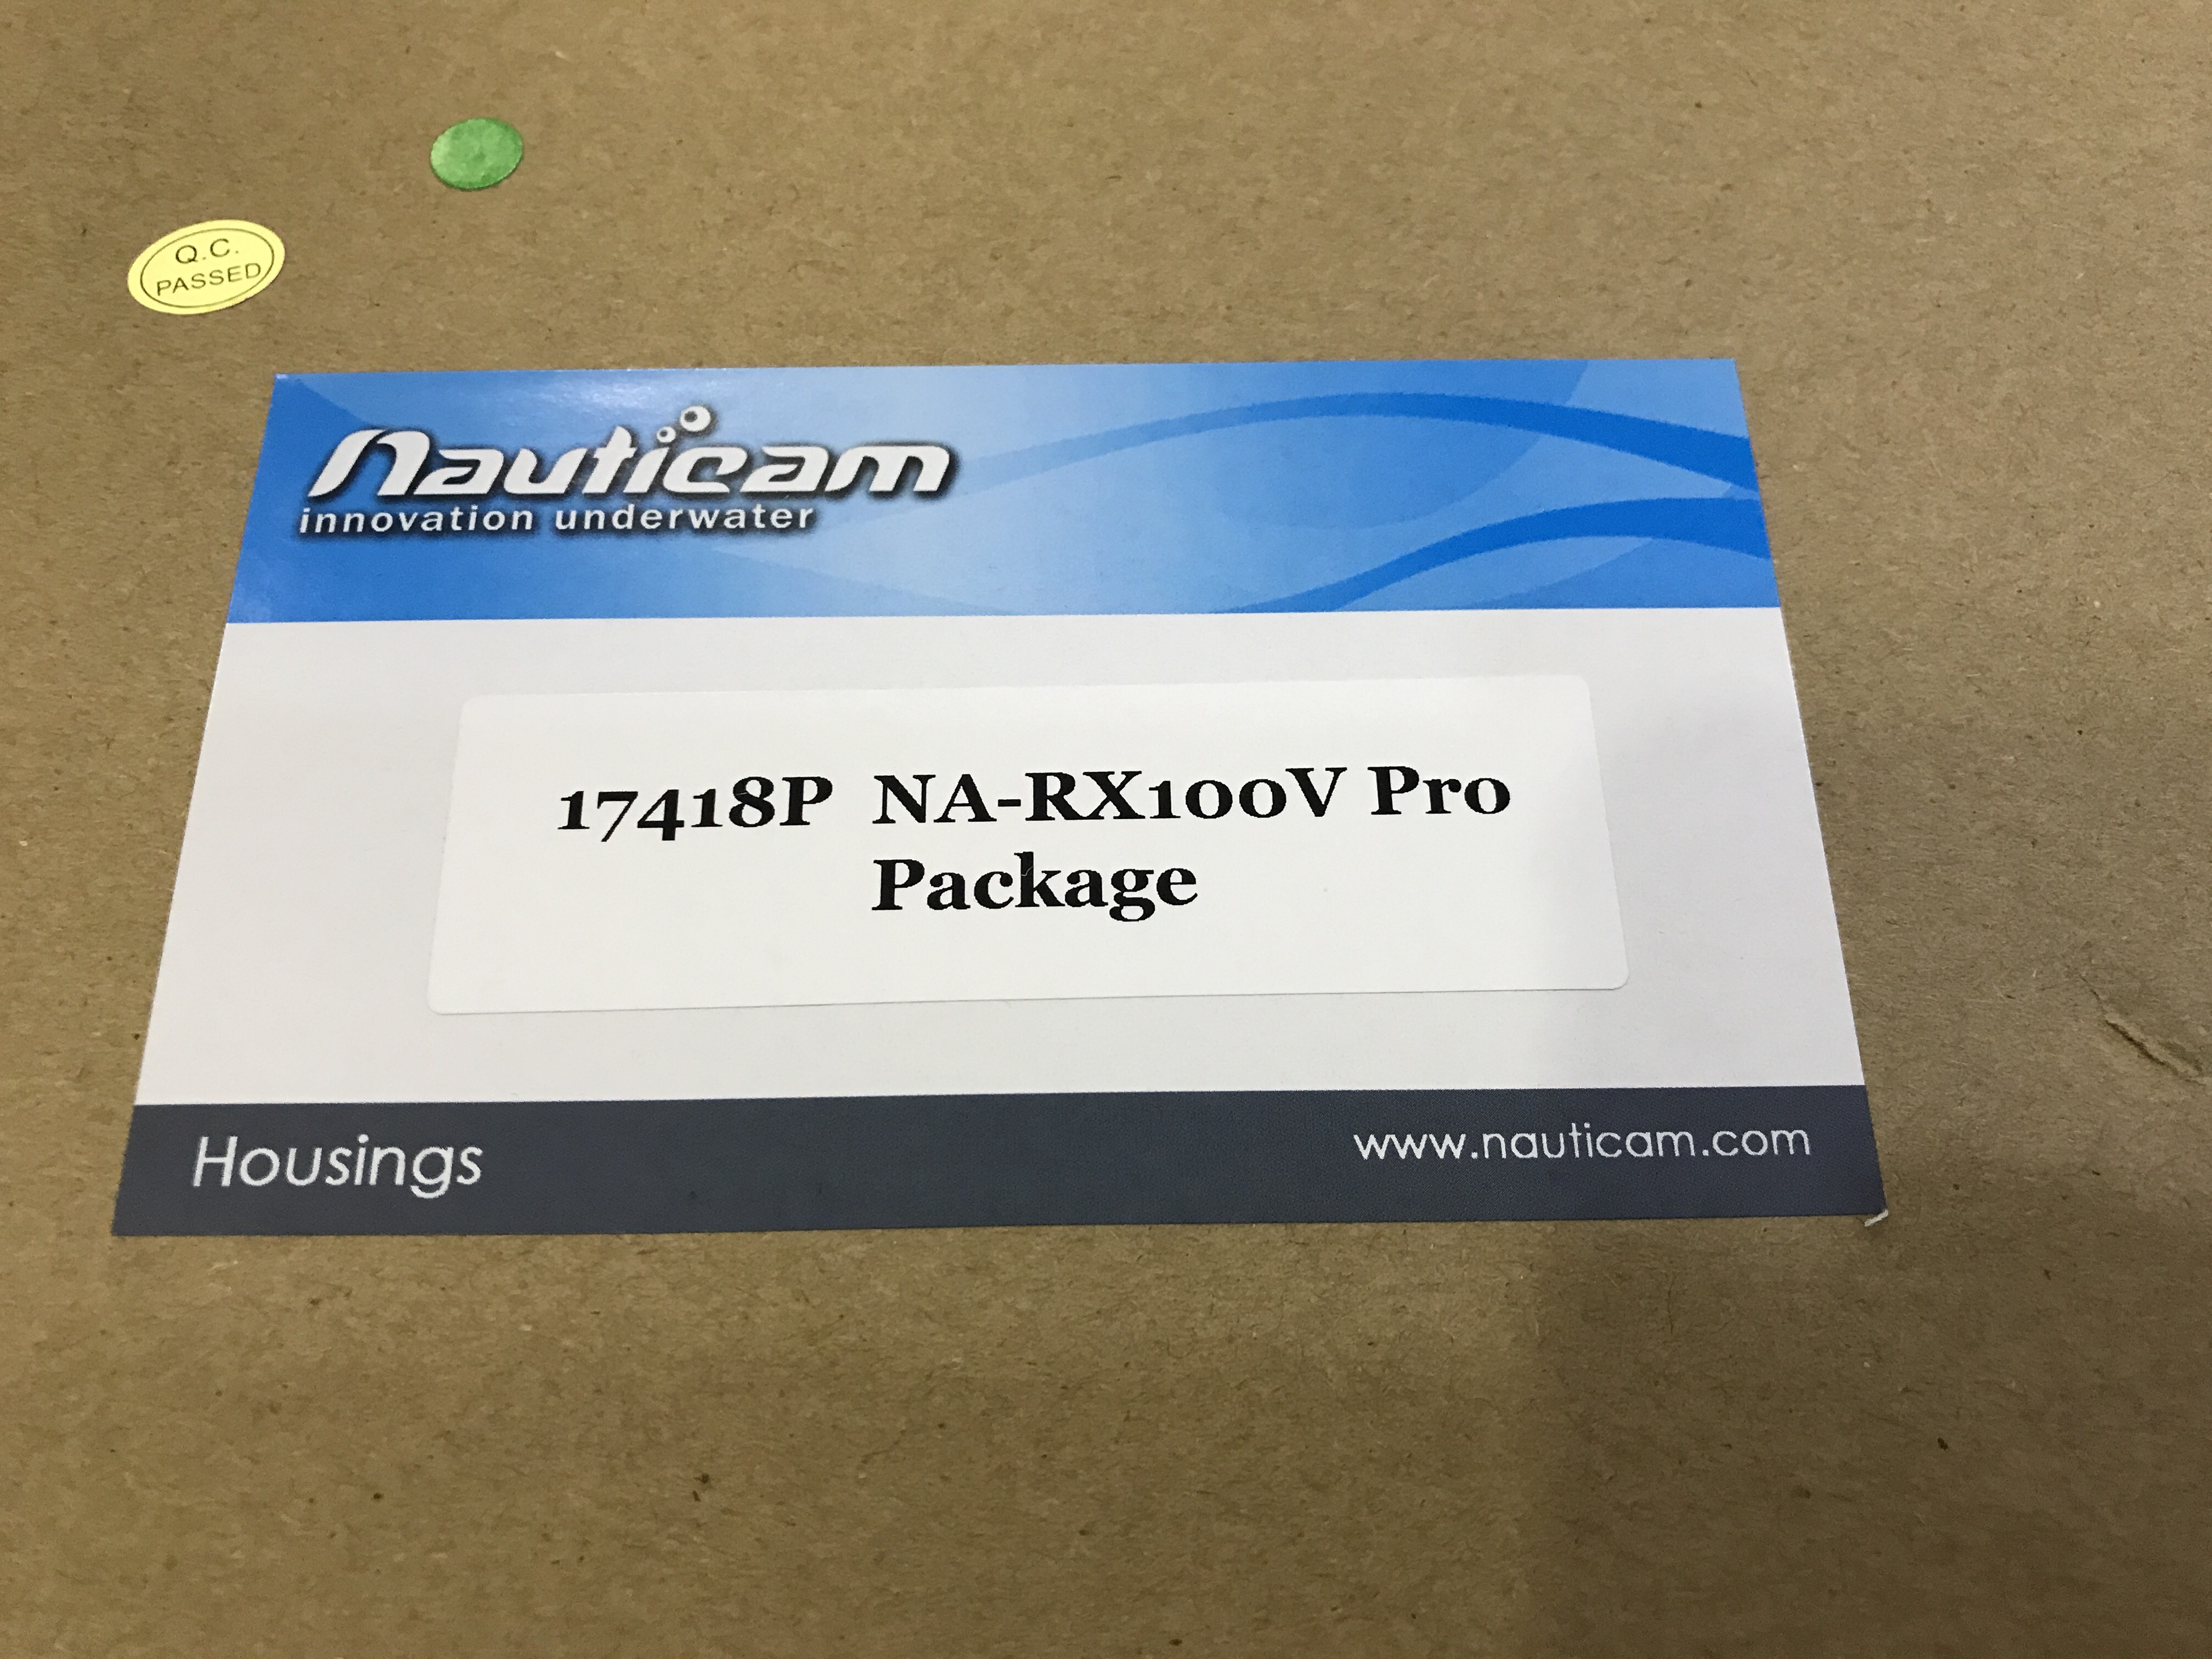 Q.C.
PASSED
Nauticam
innovation underwater
17418P NA-RX100V Pro
Package
Housings
www.nauticam.com